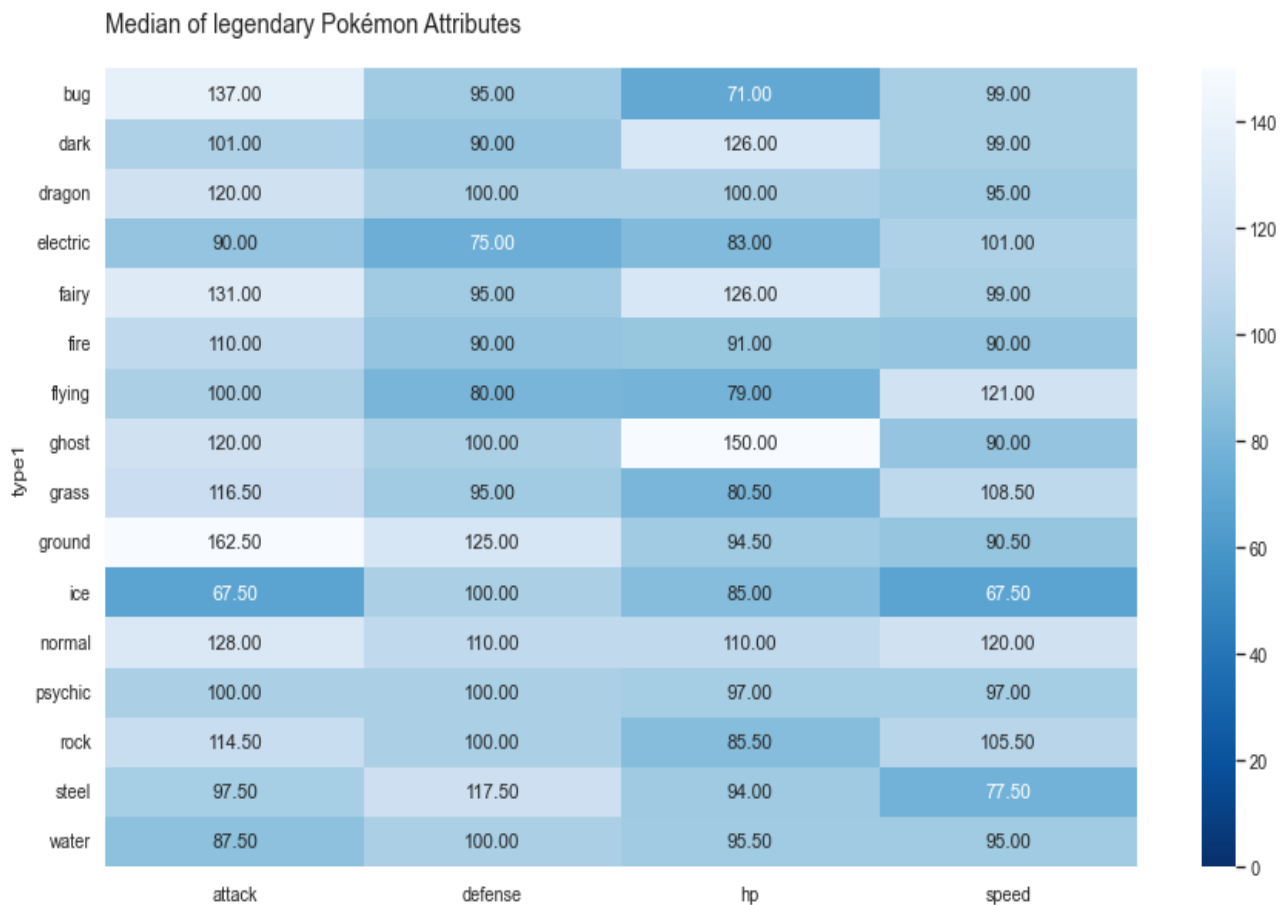 Median of legendary Pokémon Attributes
bug 137.00 95.00 71.00 99.00
dark 101.00 90.00 126.00 99.00
dragon 120.00 100.00 100.00 95.00
electric 90.00 75.00 83.00 101.00
fairy 131.00 95.00 126.00 99.00
fire 110.00 90.00 91.00 90.00
flying 100.00 80.00 79.00 121.00
ghost 120.00 100.00 150.00 90.00
grass 116.50 95.00 80.50 108.50
ground 162.50 125.00 94.50 90.50
ice 67.50 100.00 85.00 67.50
normal 128.00 110.00 110.00 120.00
psychic 100.00 100.00 97.00 97.00
rock 114.50 100.00 85.50 105.50
steel 97.50 117.50 94.00 77.50
water 87.50 100.00 95.50 95.00
attack defense hp speed
type1
140
120
100
80
60
40
20
0